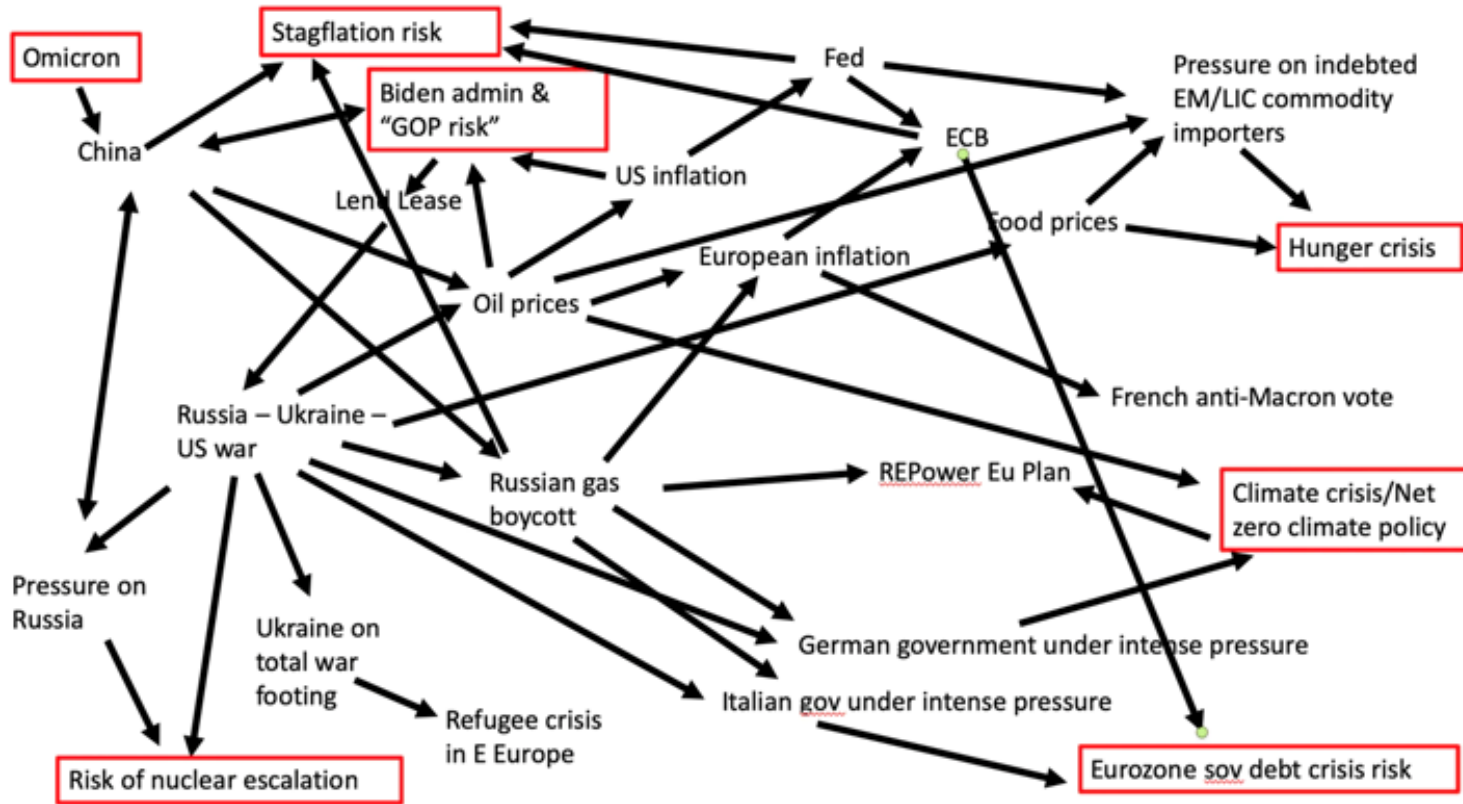 Stagflation risk
Omicron
Fed
Pressure on indebted
EM/LIC commodity
importers
Biden admin &
“GOP risk”
China
ECB
US inflation
Lend Lease
Food prices
Hunger crisis
European inflation
Oil prices
French anti-Macron vote
Russia – Ukraine –
US war
REPower Eu Plan
Russian gas
boycott
Climate crisis/Net
zero climate policy
Pressure on
Russia
Ukraine on
total war
footing
German government under intense pressure
Italian gov under intense pressure
Refugee crisis
in E Europe
Risk of nuclear escalation
Eurozone sov debt crisis risk